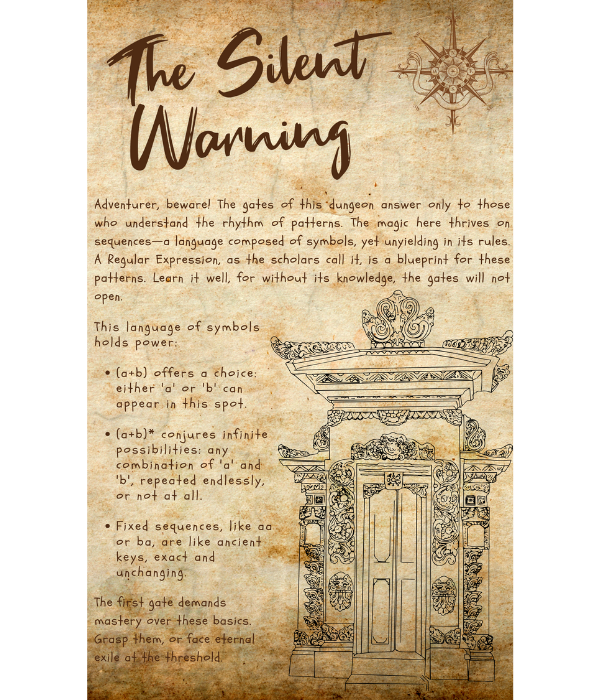 The Silent
Warning
Adventurer, beware! The gates of this dungeon answer only to those
who understand the rhythm of patterns. The magic here thrives on
sequences—a language composed of symbols, yet unyielding in its rules.
A Regular Expression, as the scholars call it, is a blueprint for these
patterns. Learn it well, for without its knowledge, the gates will not
open.
This language of symbols
holds power:
• (a+b) offers a choice:
either 'a' or 'b' can
appear in this spot.
• (a+b)* conjures infinite
possibilities: any
combination of 'a' and
'b', repeated endlessly,
or not at all.
• Fixed sequences, like aa
or ba, are like ancient
keys, exact and
unchanging.
The first gate demands
mastery over these basics.
Grasp them, or face eternal
exile at the threshold.